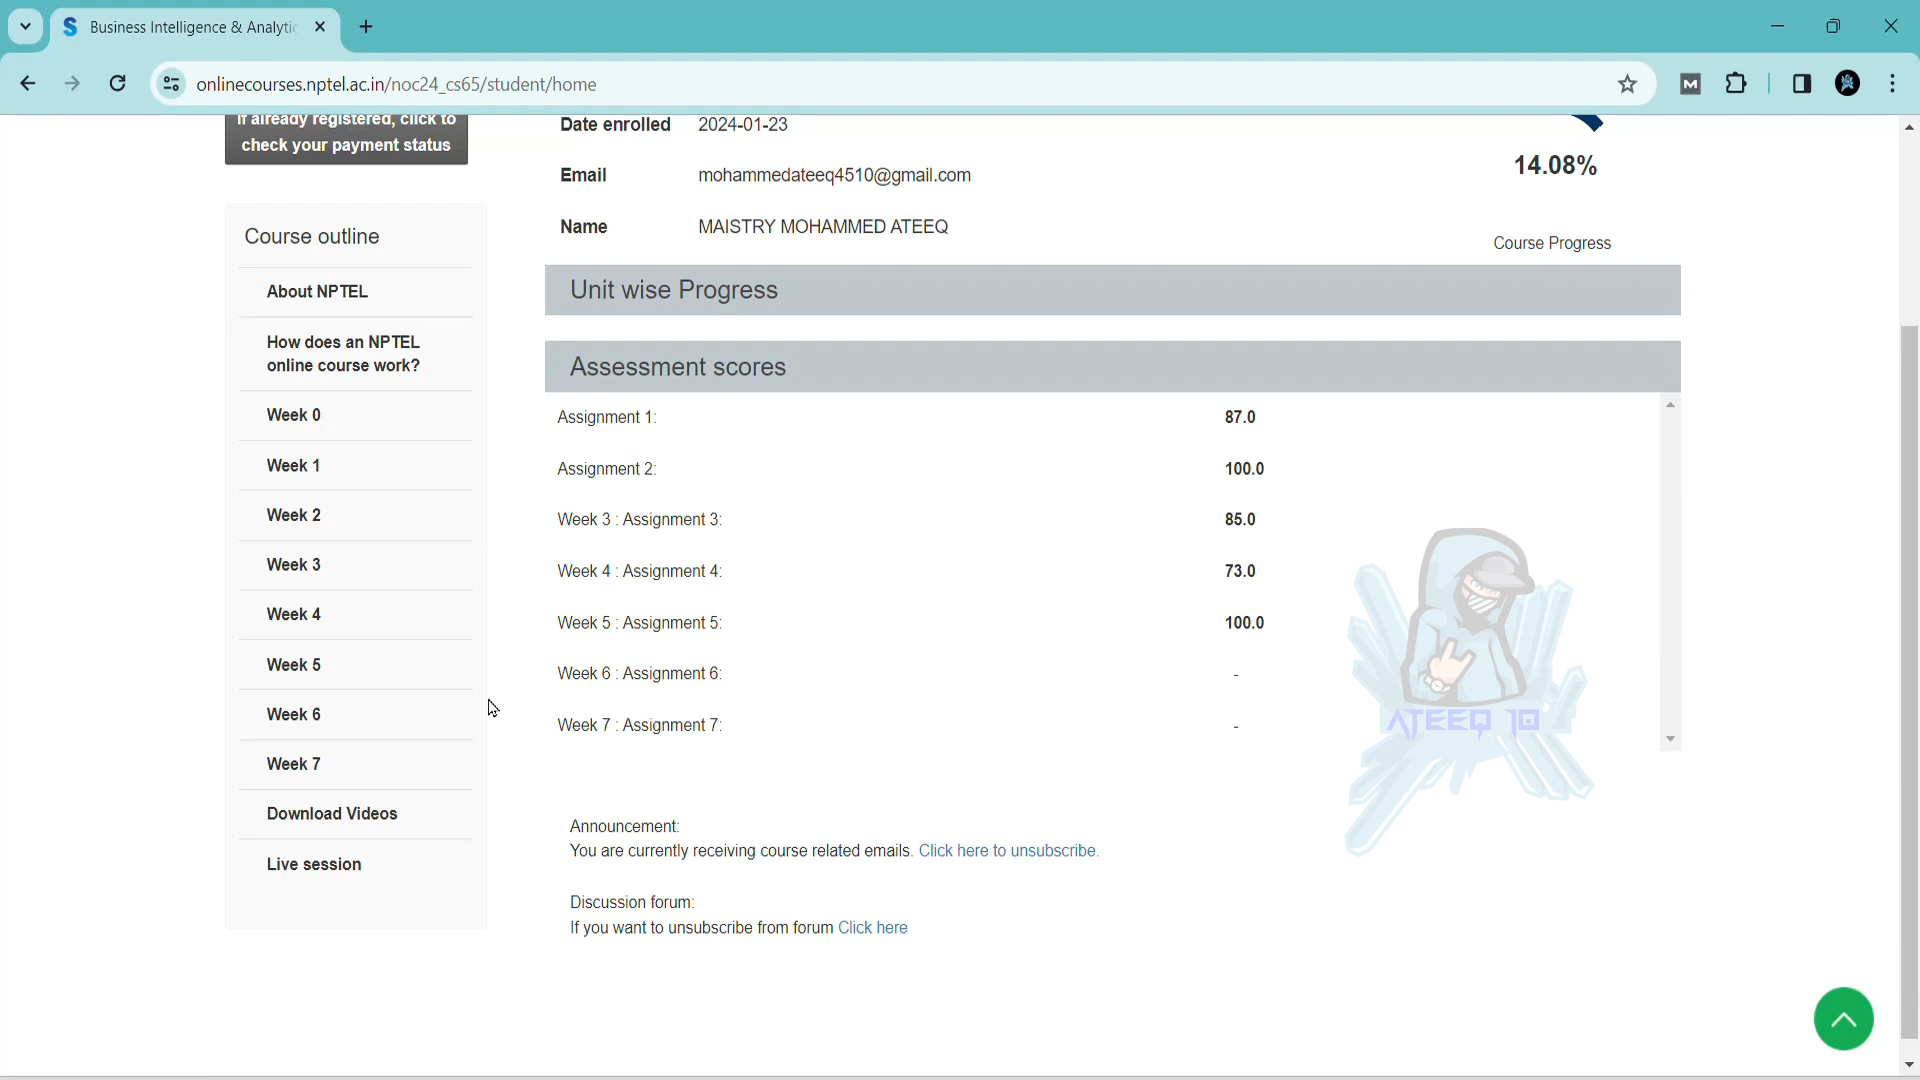 Business Intelligence & Analytic
onlinecourses.nptel.ac.in/noc24_cs65/student/home
If already registered, click to
check your payment status
Date enrolled 2024-01-23
Email mohammedateeq4510@gmail.com
Name MAISTRY MOHAMMED ATEEQ
14.08%
Course Progress
Course outline
About NPTEL
How does an NPTEL
online course work?
Week 0
Week 1
Week 2
Week 3
Week 4
Week 5
Week 6
Week 7
Download Videos
Live session
Unit wise Progress
Assessment scores
Assignment 1: 87.0
Assignment 2: 100.0
Week 3 : Assignment 3: 85.0
Week 4 : Assignment 4: 73.0
Week 5 : Assignment 5: 100.0
Week 6 : Assignment 6: -
Week 7 : Assignment 7: -
ATEEQ 10
Announcement:
You are currently receiving course related emails. Click here to unsubscribe.
Discussion forum:
If you want to unsubscribe from forum Click here